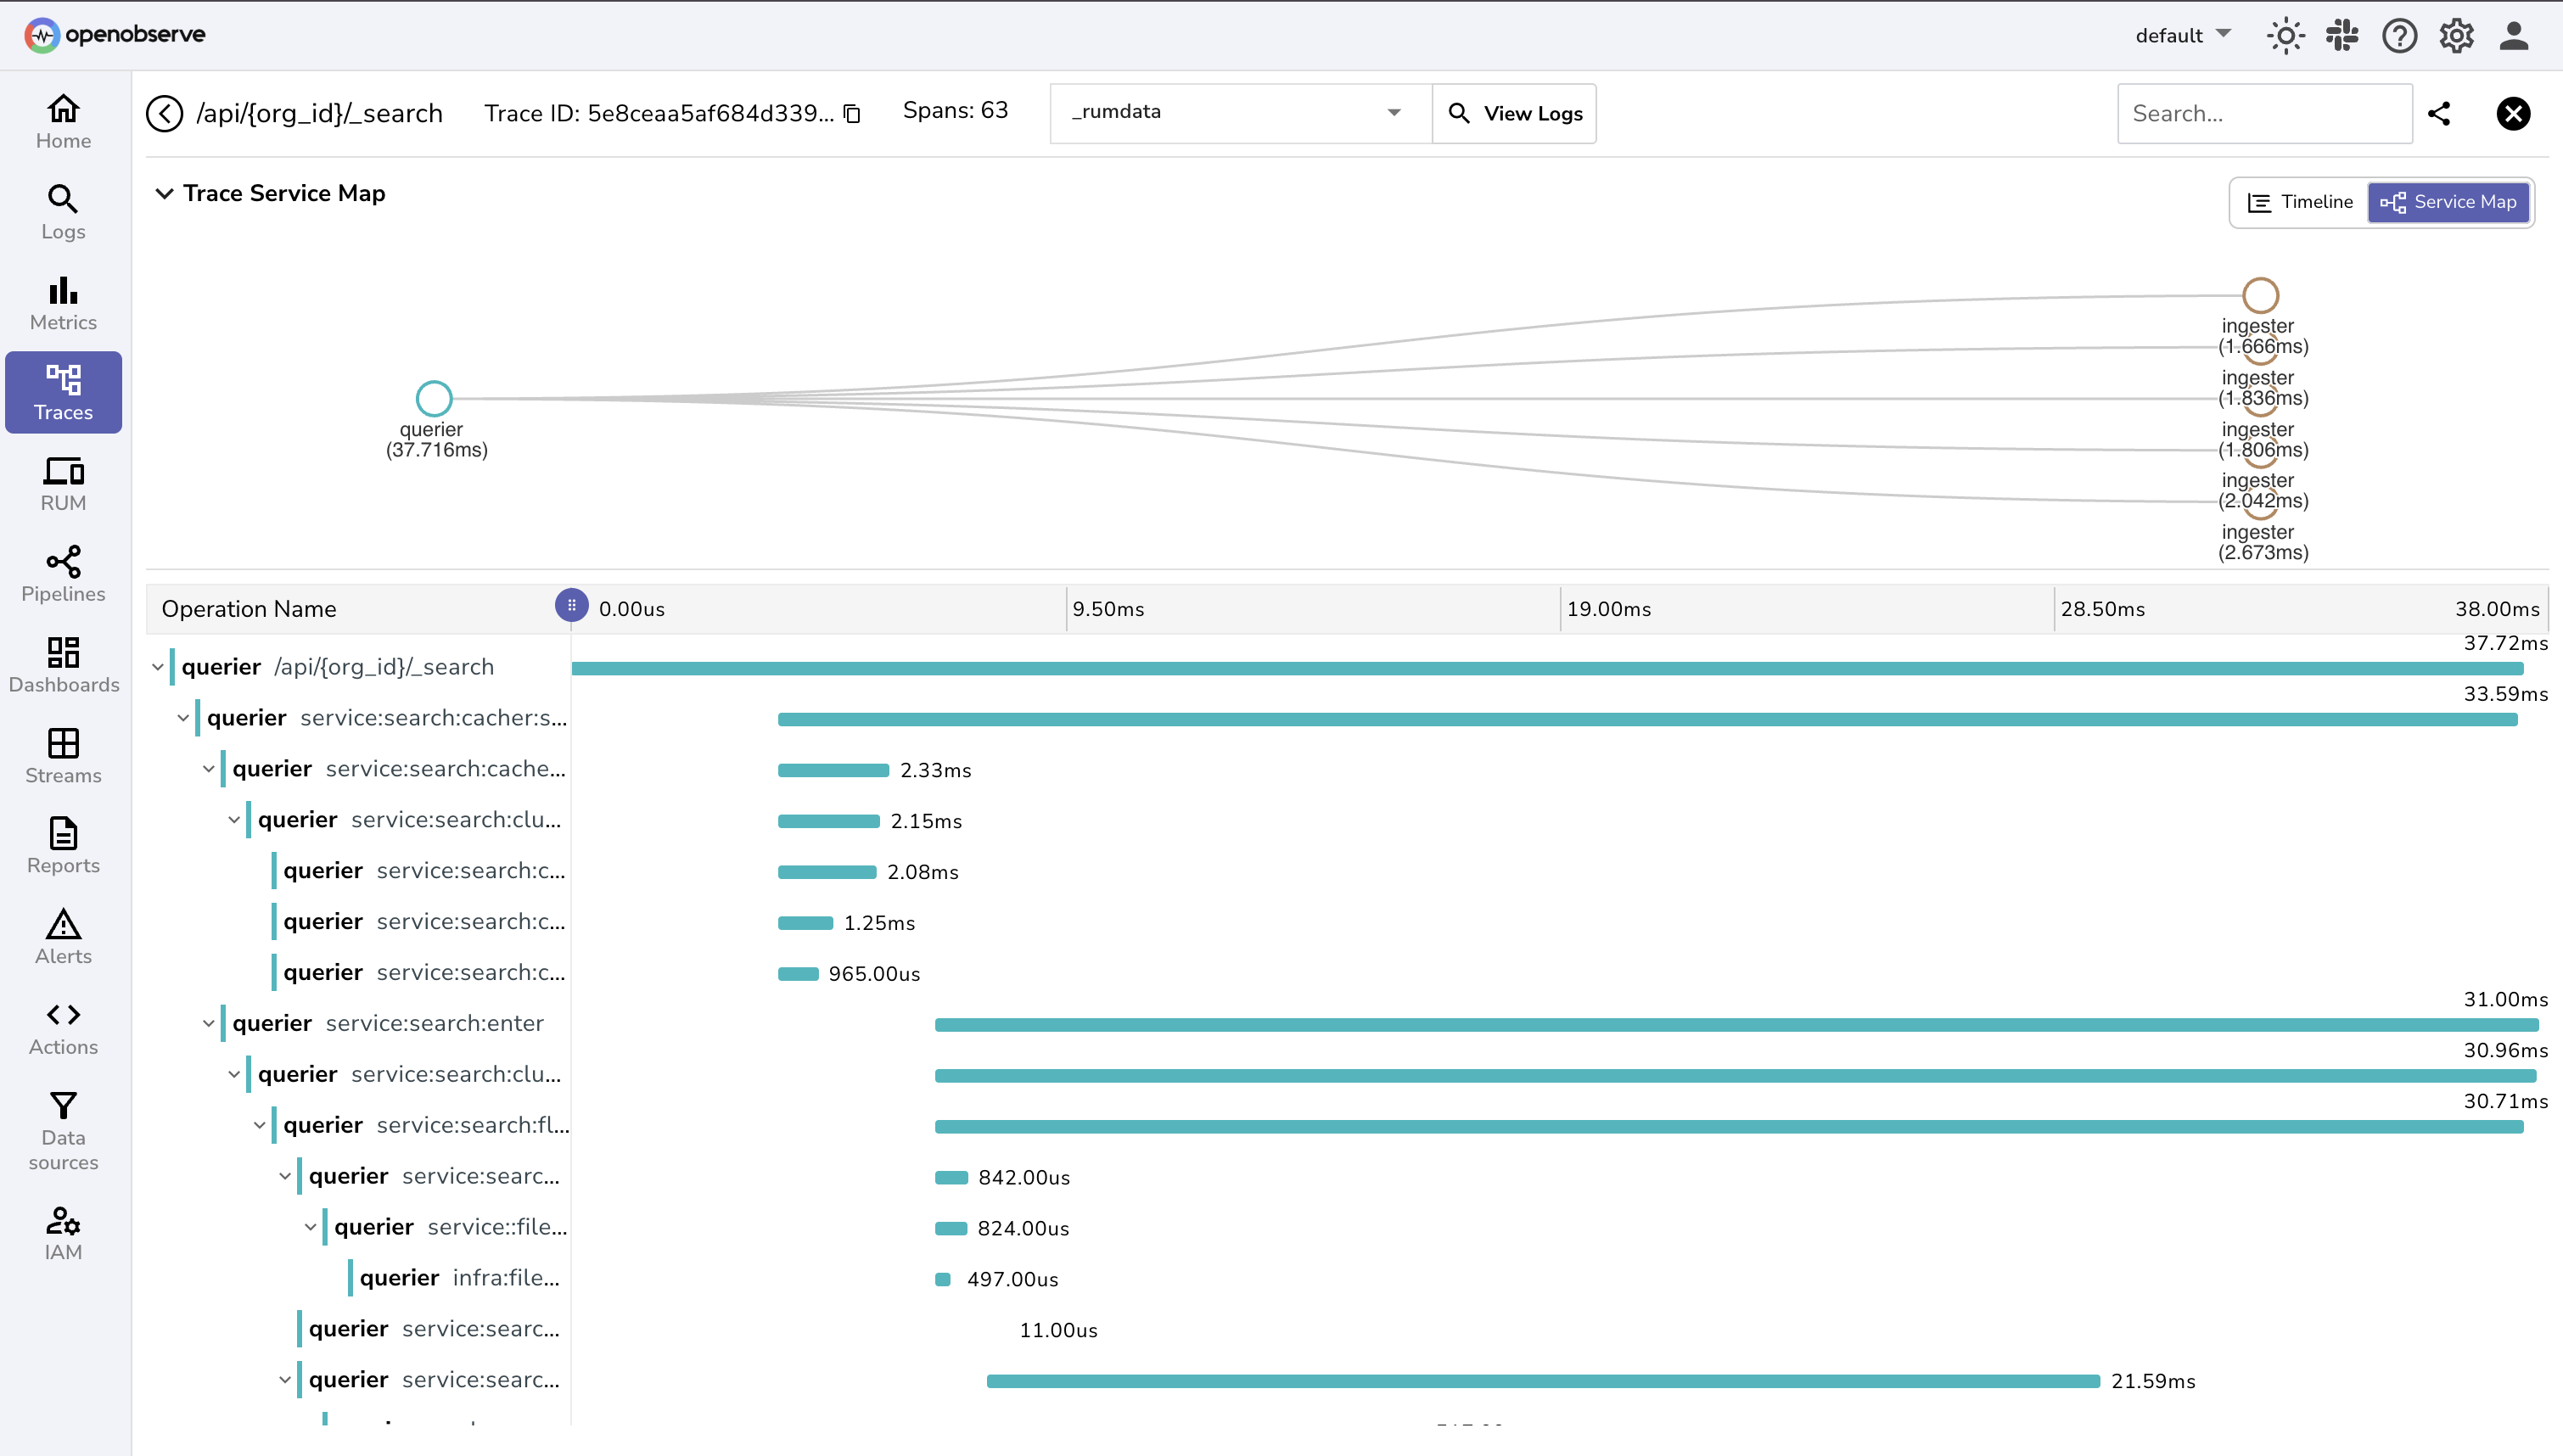 openobserve
default
/api/{org_id}/_search
Trace ID: 5e8ceaa5af684d339...
Spans: 63
_rumdata
View Logs
Search...
Home
Logs
Metrics
Traces
RUM
Pipelines
Dashboards
Streams
Reports
Alerts
Actions
Data
sources
IAM
Trace Service Map
Timeline
Service Map
querier
(37.716ms)
ingester
(1.666ms)
ingester
(1.836ms)
ingester
(1.806ms)
ingester
(2.042ms)
ingester
(2.673ms)
Operation Name
0.00us
9.50ms
19.00ms
28.50ms
38.00ms
querier /api/{org_id}/_search
37.72ms
querier service:search:cacher:s...
33.59ms
querier service:search:cache...
2.33ms
querier service:search:clu...
2.15ms
querier service:search:c...
2.08ms
querier service:search:c...
1.25ms
querier service:search:c...
965.00us
querier service:search:enter
31.00ms
querier service:search:clu...
30.96ms
querier service:search:fl...
30.71ms
querier service:searc...
842.00us
querier service::file...
824.00us
querier infra:file...
497.00us
querier service:searc...
11.00us
querier service:searc...
21.59ms